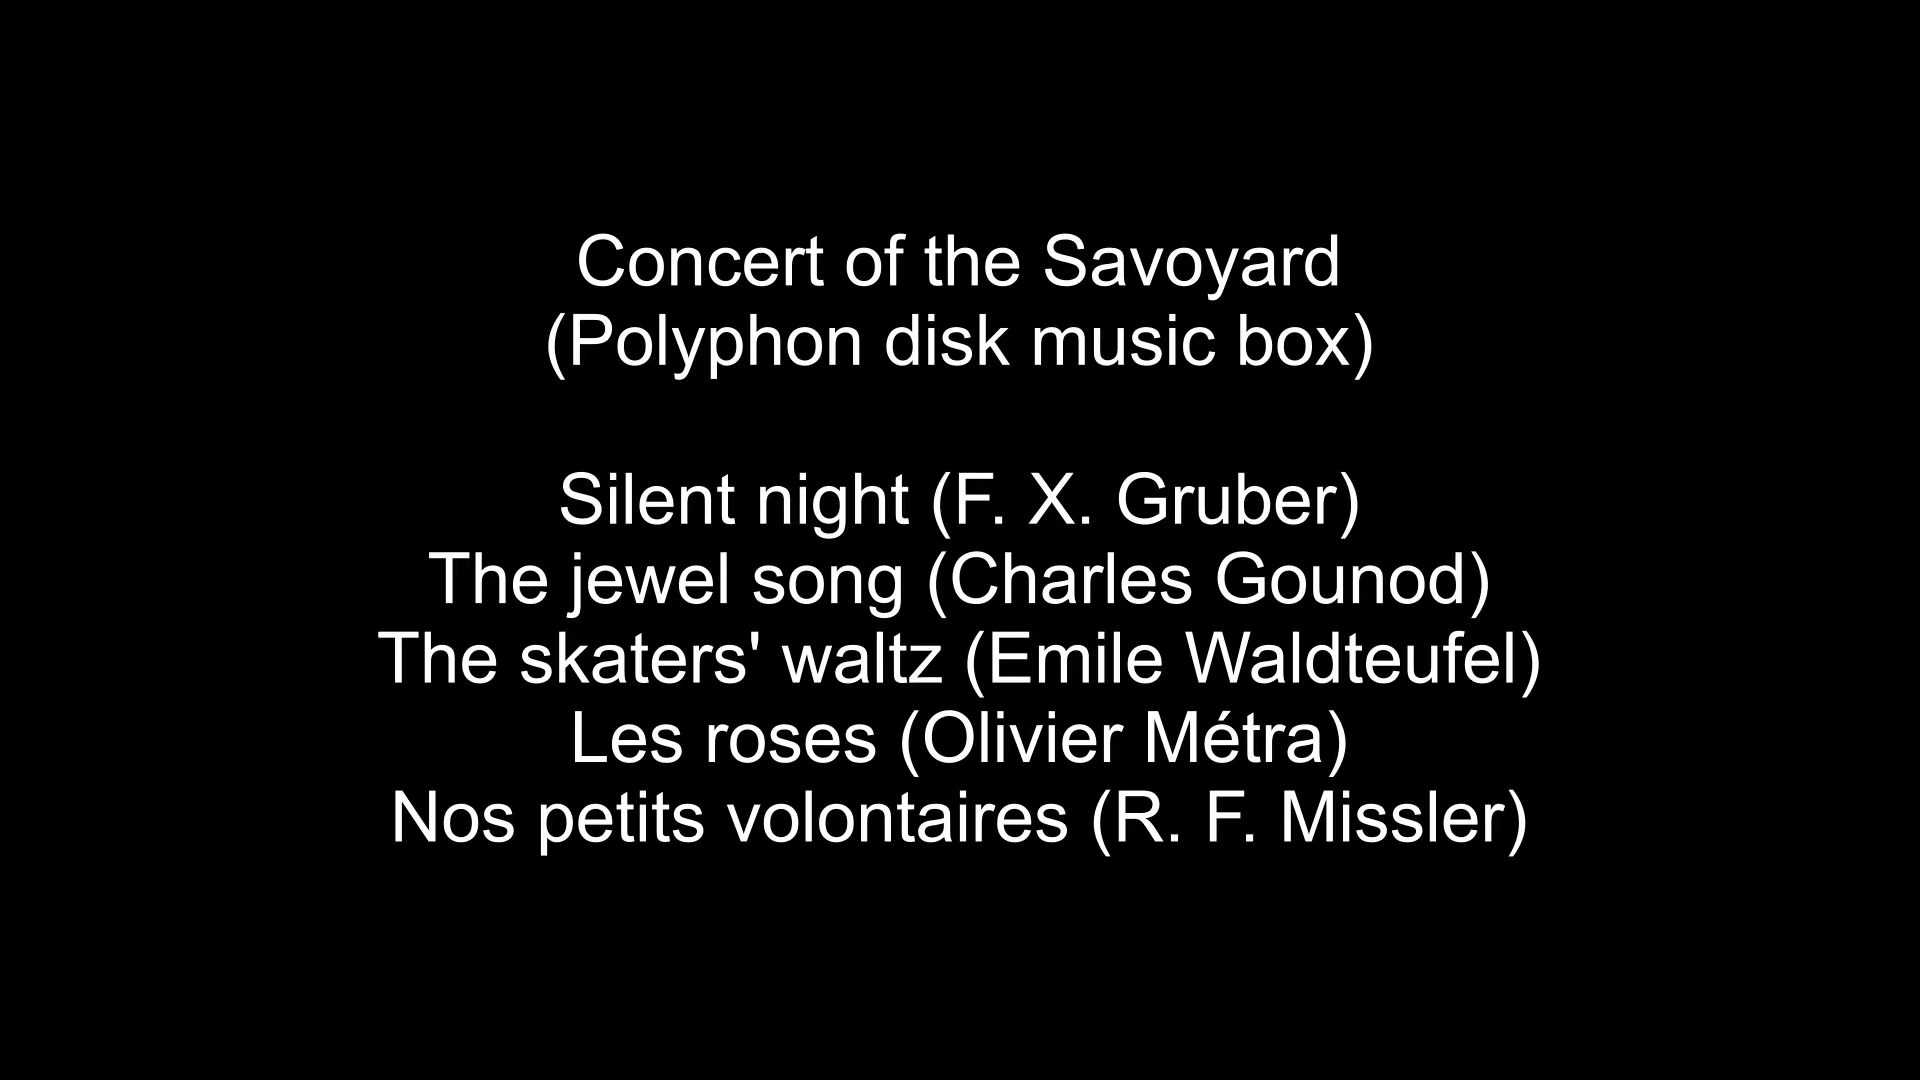 Concert of the Savoyard
(Polyphon disk music box)
Silent night (F. X. Gruber)
The jewel song (Charles Gounod)
The skaters' waltz (Emile Waldteufel)
Les roses (Olivier Métra)
Nos petits volontaires (R. F. Missler)